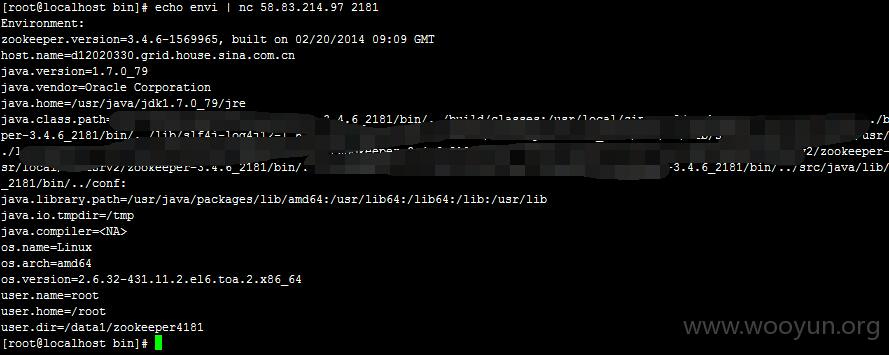 [root@localhost bin]# echo envi | nc 58.83.214.97 2181
Environment:
zookeeper.version=3.4.6-1569965, built on 02/20/2014 09:09 GMT
host.name=d12020330.grid.house.sina.com.cn
java.version=1.7.0_79
java.vendor=Oracle Corporation
java.home=/usr/java/jdk1.7.0_79/jre
java.class.path= -3.4.6_2181/bin/. /build/classes:/usr/local/
per-3.4.6_2181/bin/. /lib/slf4j-log4j12-1.6 /usr/
./ v2/zookeeper-
sr/local/ srv2/zookeeper-3.4.6_2181/bin/. -3.4.6_2181/bin/../src/java/lib/
_2181/bin/../conf:
java.library.path=/usr/java/packages/lib/amd64:/usr/lib64:/lib64:/lib:/usr/lib
java.io.tmpdir=/tmp
java.compiler=<NA>
os.name=Linux
os.arch=amd64
os.version=2.6.32-431.11.2.el6.toa.2.x86_64
user.name=root
user.home=/root
user.dir=/data1/zookeeper4181
[root@localhost bin]#
www.wooyun.org